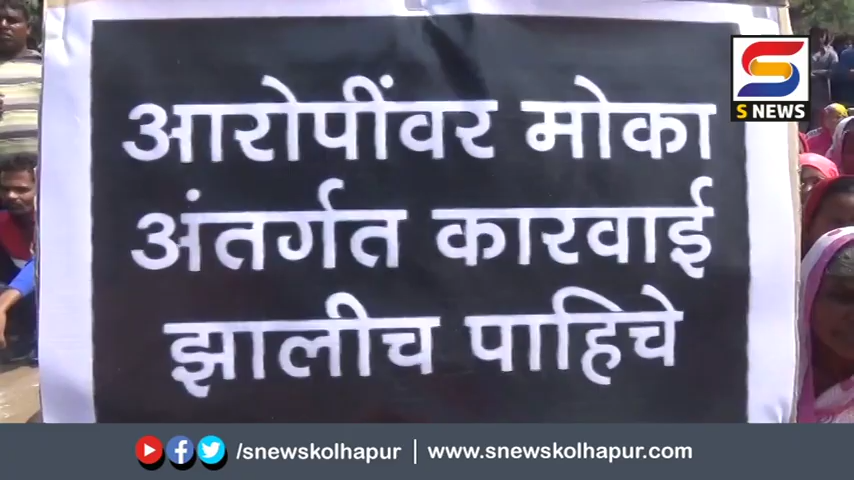 S NEWS
आरोपींवर मोका
अंतर्गत कारवाई
झालीच पाहिचे
/snewskolhapur | www.snewskolhapur.com